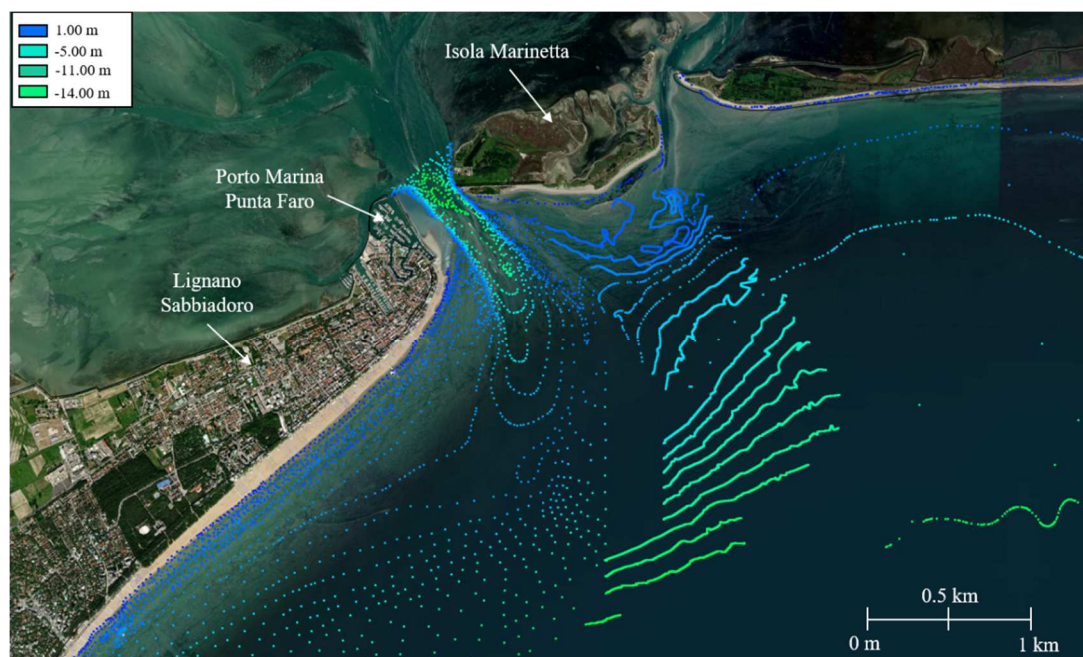 1.00 m
-5.00 m
-11.00 m
-14.00 m
Isola Marinetta
Porto Marina
Punta Faro
Lignano
Sabbiadoro
0.5 km
0 m
1 km